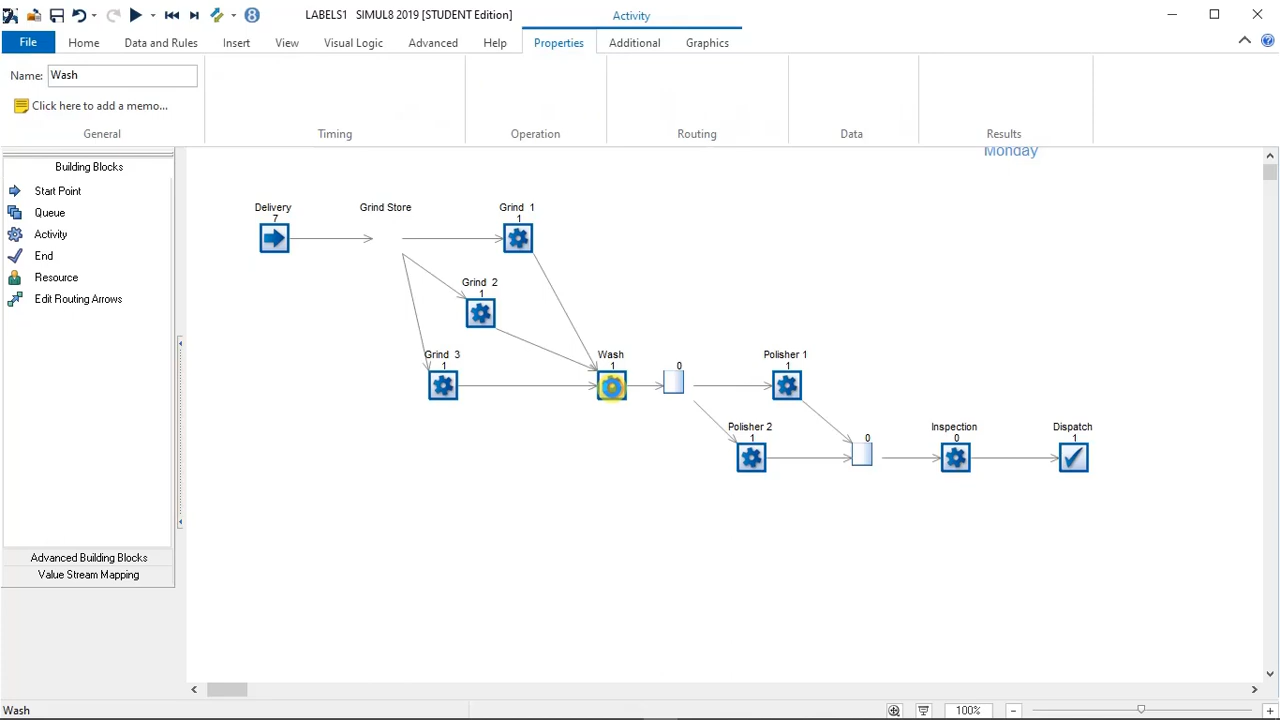 LABELS1 SIMUL8 2019 [STUDENT Edition]
Activity
File Home Data and Rules Insert View Visual Logic Advanced Help Properties Additional Graphics
Name: Wash
Click here to add a memo...
General Timing Operation Routing Data Results
Building Blocks
Start Point
Queue
Activity
End
Resource
Edit Routing Arrows
Advanced Building Blocks
Value Stream Mapping
Monday
Delivery
7
Grind Store
Grind 1
1
Grind 2
1
Grind 3
1
Wash
1
0
Polisher 1
1
Polisher 2
1
0
Inspection
0
Dispatch
1
Wash
100%